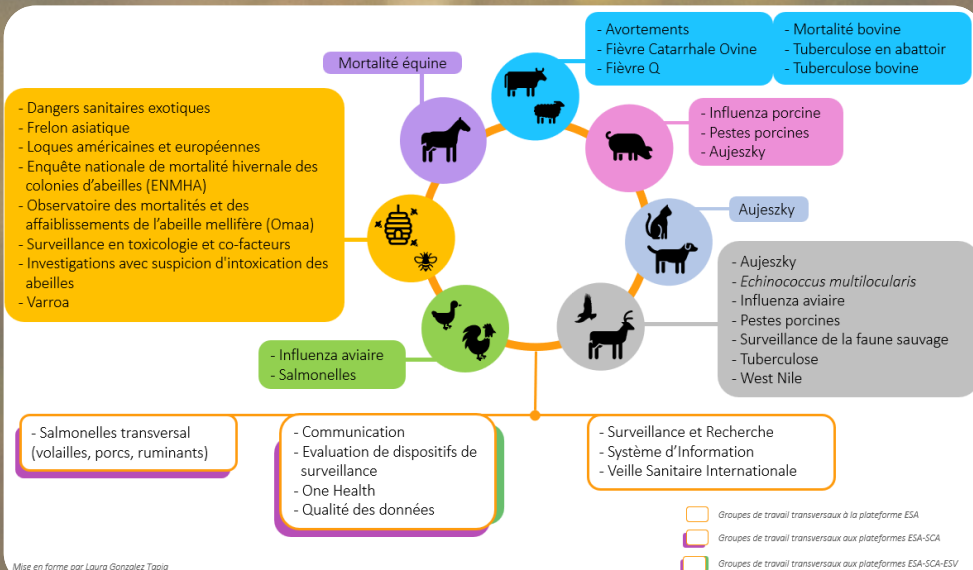 - Avortements
- Fièvre Catarrhale Ovine
- Fièvre Q
- Mortalité bovine
- Tuberculose en abattoir
- Tuberculose bovine
Mortalité équine
- Influenza porcine
- Pestes porcines
- Aujeszky
- Dangers sanitaires exotiques
- Frelon asiatique
- Loques américaines et européennes
- Enquête nationale de mortalité hivernale des
colonies d'abeilles (ENMHA)
- Observatoire des mortalités et des
affaiblissements de l'abeille mellifère (Omaa)
- Surveillance en toxicologie et co-facteurs
- Investigations avec suspicion d'intoxication des
abeilles
- Varroa
Aujeszky
- Aujeszky
- Echinococcus multilocularis
- Influenza aviaire
- Pestes porcines
- Surveillance de la faune sauvage
- Tuberculose
- West Nile
- Influenza aviaire
- Salmonelles
- Salmonelles transversal
(volailles, porcs, ruminants)
- Communication
- Evaluation de dispositifs de
surveillance
- One Health
- Qualité des données
- Surveillance et Recherche
- Système d'Information
- Veille Sanitaire Internationale
Groupes de travail transversaux à la plateforme ESA
Groupes de travail transversaux aux plateformes ESA-SCA
Groupes de travail transversaux aux plateformes ESA-SCA-ESV
Mise en forme par Laura Gonzalez Tapia